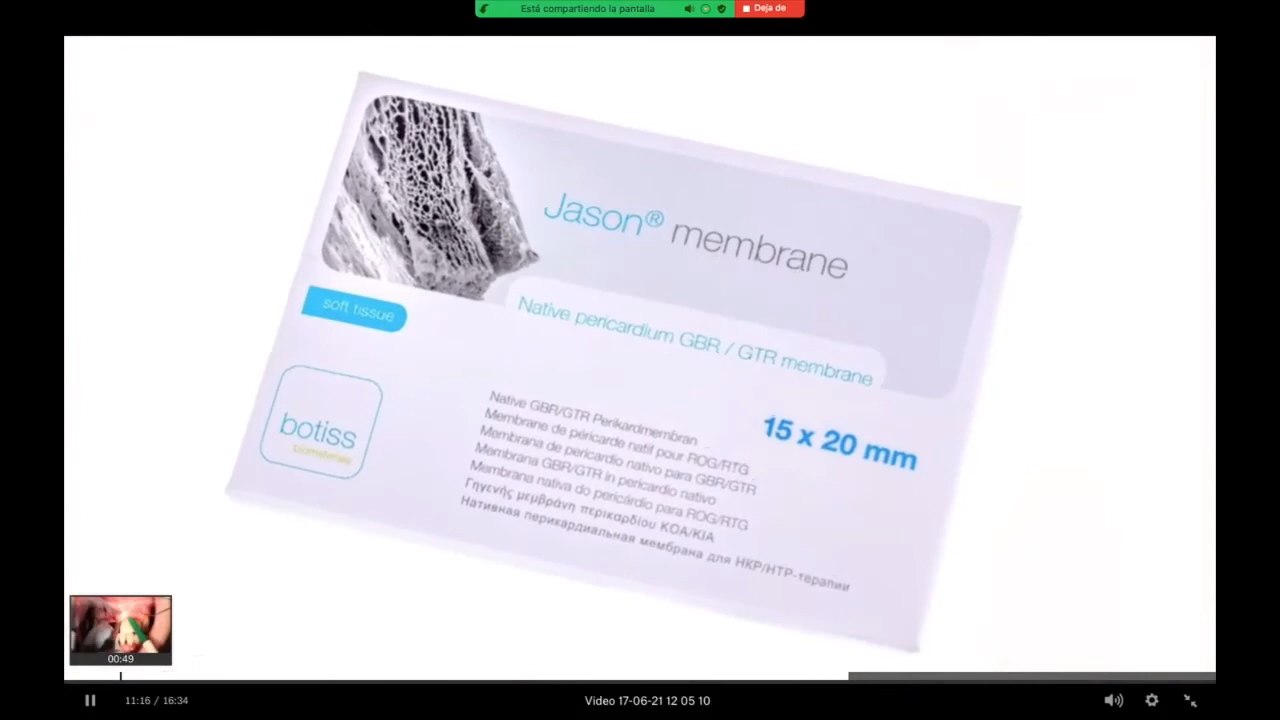 Está compartiendo la pantalla
Deja de
Jason® membrane
soft tissue
Native pericardium GBR / GTR membrane
botiss
biomaterials
15 x 20 mm
Native GBR/GTR Perikardmembran
Membrane de péricarde natif pour ROG/RTG
Membrana de pericardio nativo para GBR/GTR
Membrana GBR/GTR in pericardio nativo
Membrana nativa do pericárdio para ROG/RTG
Γηγενής μεμβράνη περικαρδίου ΚΟΑ/ΚΙΑ
Нативная перикардиальная мембрана для НКР/НТР-терапии
00:49
11:16 / 16:34
Video 17-06-21 12 05 10